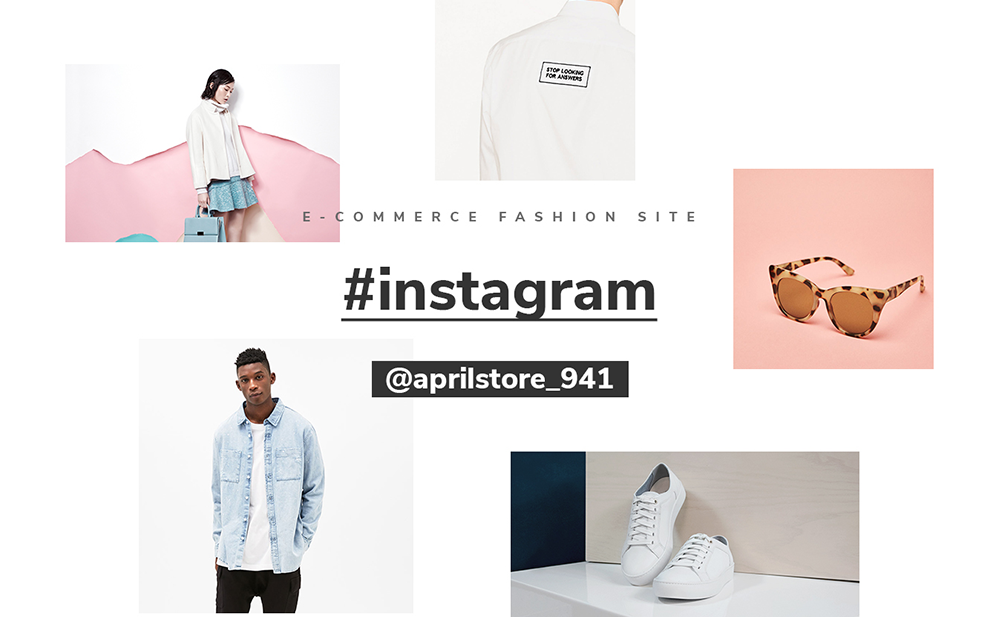 STOP LOOKING
FOR ANSWERS
E-COMMERCE FASHION SITE
#instagram
@aprilstore_941